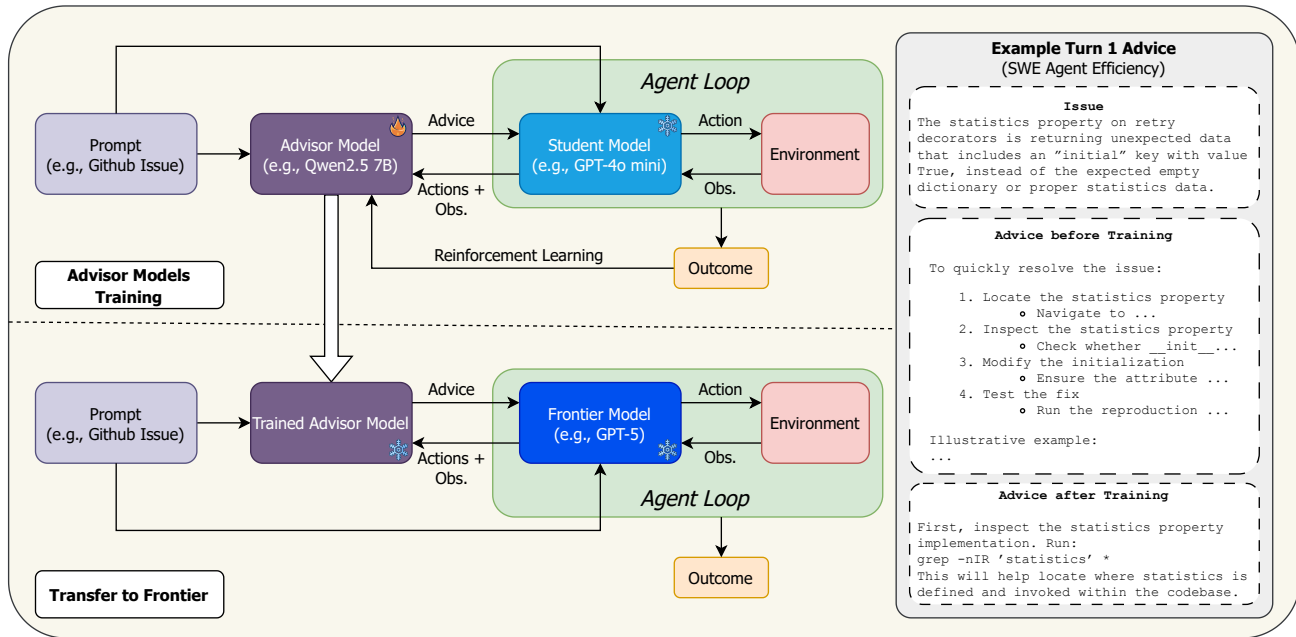 Agent Loop
Prompt
(e.g., Github Issue)
Advisor Model
(e.g., Qwen2.5 7B)
Advice
Actions +
Obs.
Student Model
(e.g., GPT-4o mini)
Action
Obs.
Environment
Reinforcement Learning
Outcome
Advisor Models
Training
Prompt
(e.g., Github Issue)
Trained Advisor Model
Advice
Actions +
Obs.
Frontier Model
(e.g., GPT-5)
Action
Obs.
Environment
Agent Loop
Outcome
Transfer to Frontier
Example Turn 1 Advice
(SWE Agent Efficiency)
Issue
The statistics property on retry
decorators is returning unexpected data
that includes an ”initial” key with value
True, instead of the expected empty
dictionary or proper statistics data.
Advice before Training
To quickly resolve the issue:
1. Locate the statistics property
Navigate to ...
2. Inspect the statistics property
Check whether __init__...
3. Modify the initialization
Ensure the attribute ...
4. Test the fix
Run the reproduction ...
Illustrative example:
...
Advice after Training
First, inspect the statistics property
implementation. Run:
grep -nIR ’statistics’ *
This will help locate where statistics is
defined and invoked within the codebase.